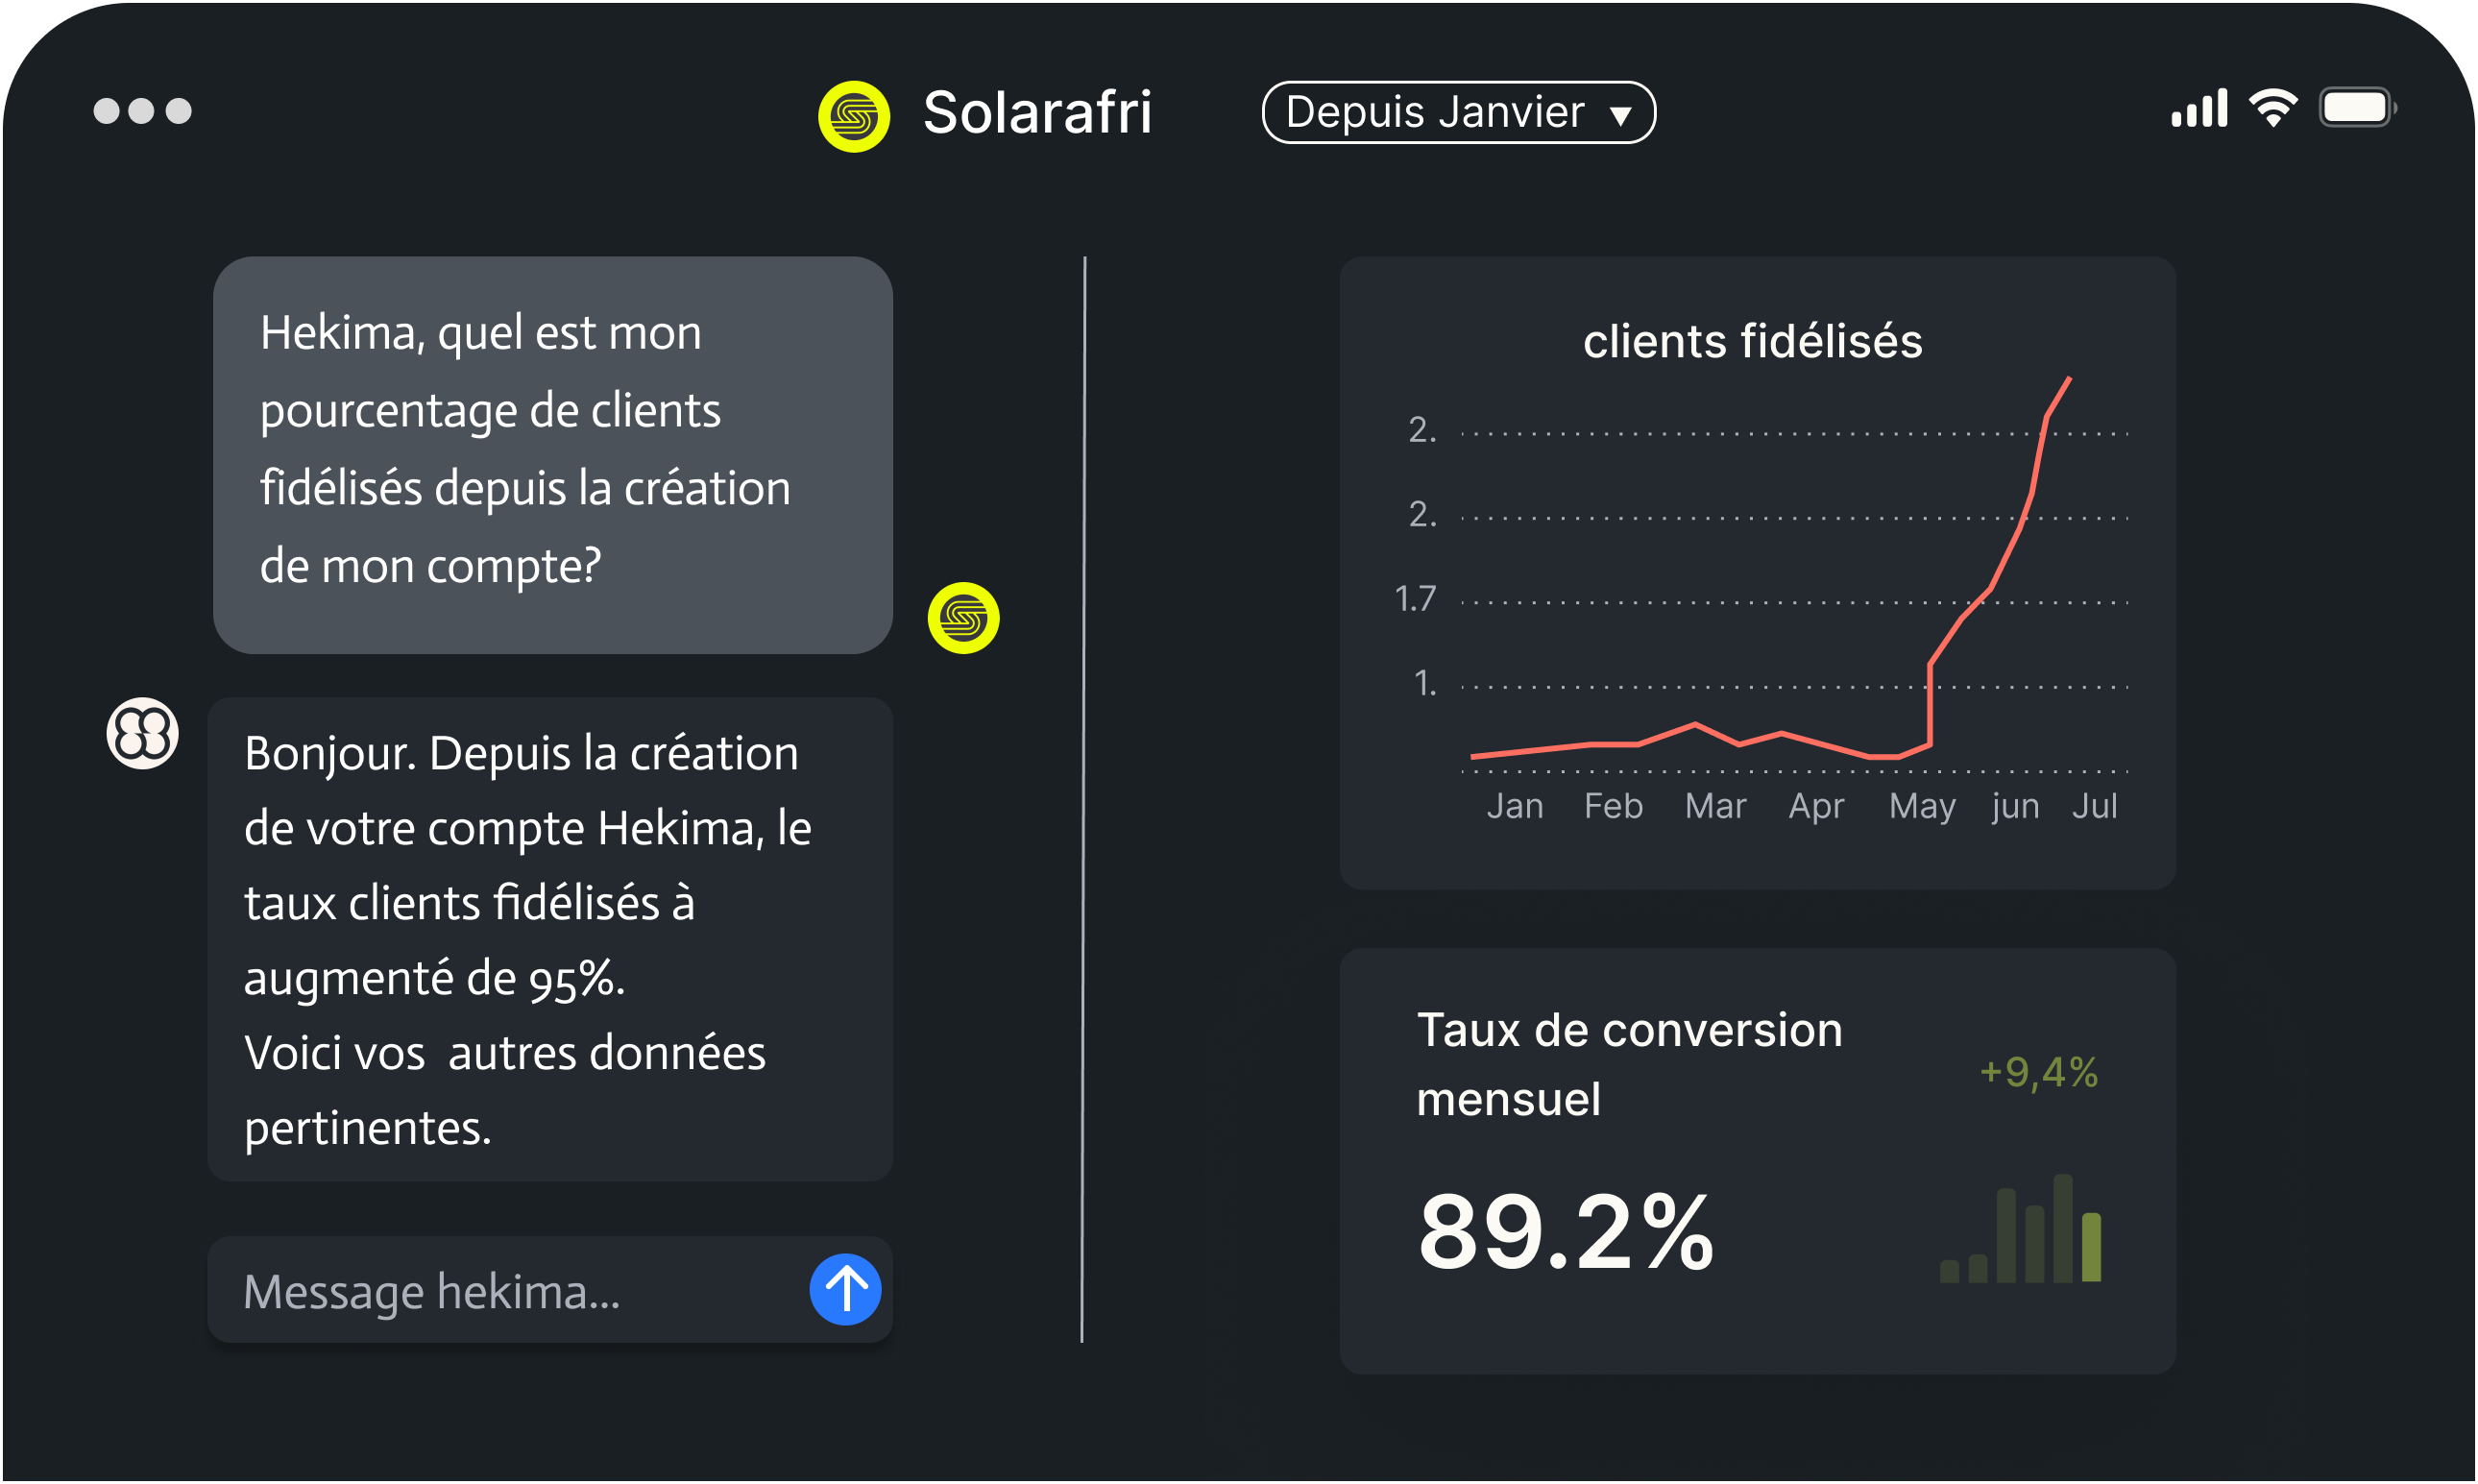 Solarafri
Depuis Janvier
Hekima, quel est mon
pourcentage de clients
fidélisés depuis la création
de mon compte?
Bonjour. Depuis la création
de votre compte Hekima, le
taux clients fidélisés à
augmenté de 95%.
Voici vos  autres données
pertinentes.
Message hekima...
clients fidélisés
2.
2.
1.7
1.
Jan Feb Mar Apr May jun Jul
Taux de conversion
mensuel
+9,4%
89.2%